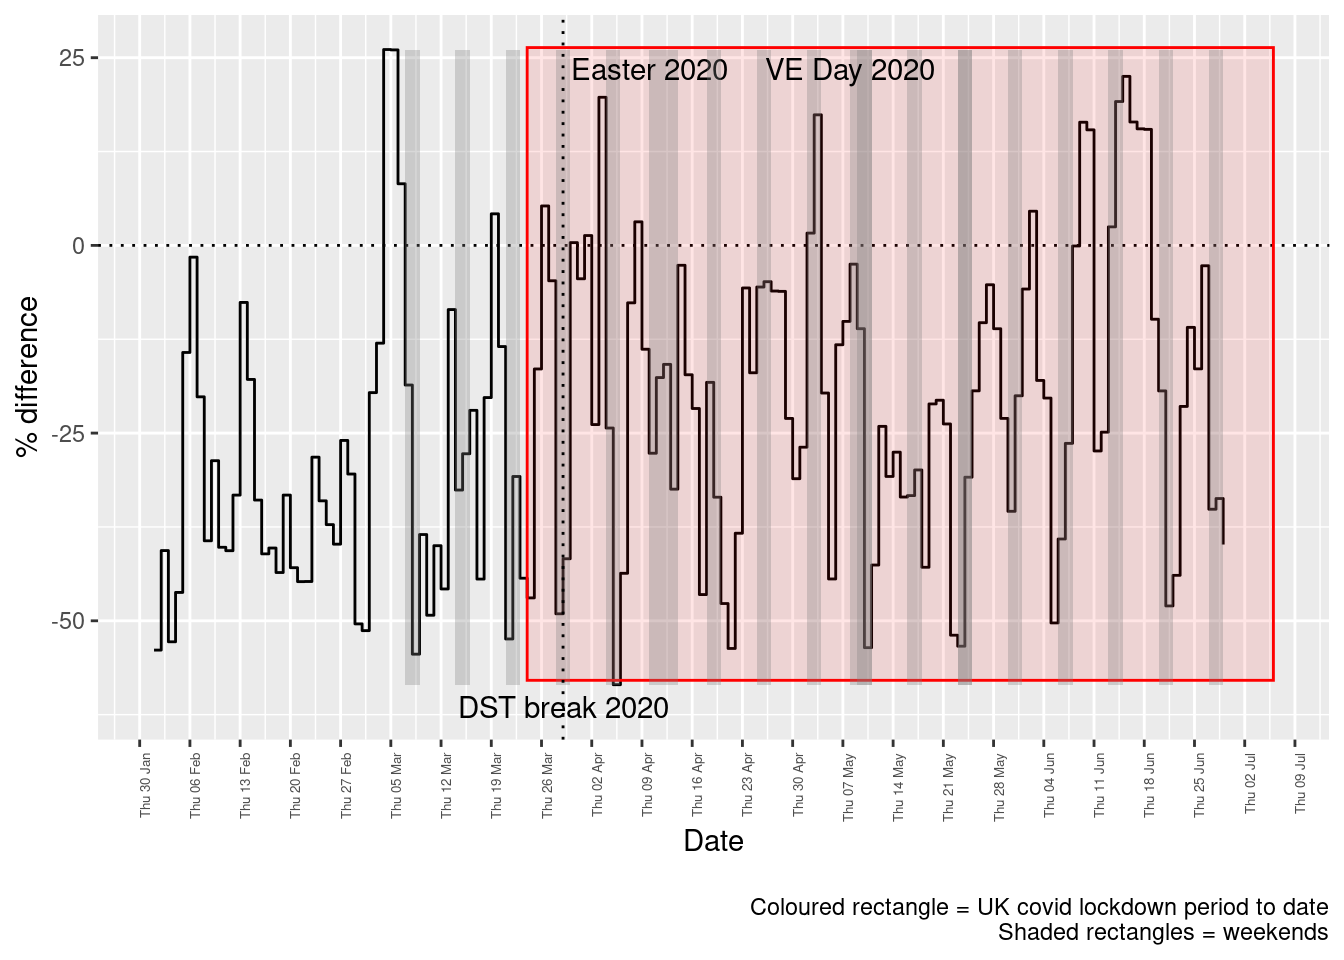 Easter 2020
VE Day 2020
25
0
-25
-50
% difference
DST break 2020
Thu 30 Jan
Thu 06 Feb
Thu 13 Feb
Thu 20 Feb
Thu 27 Feb
Thu 05 Mar
Thu 12 Mar
Thu 19 Mar
Thu 26 Mar
Thu 02 Apr
Thu 09 Apr
Thu 16 Apr
Thu 23 Apr
Thu 30 Apr
Thu 07 May
Thu 14 May
Thu 21 May
Thu 28 May
Thu 04 Jun
Thu 11 Jun
Thu 18 Jun
Thu 25 Jun
Thu 02 Jul
Thu 09 Jul
Date
Coloured rectangle = UK covid lockdown period to date
Shaded rectangles = weekends